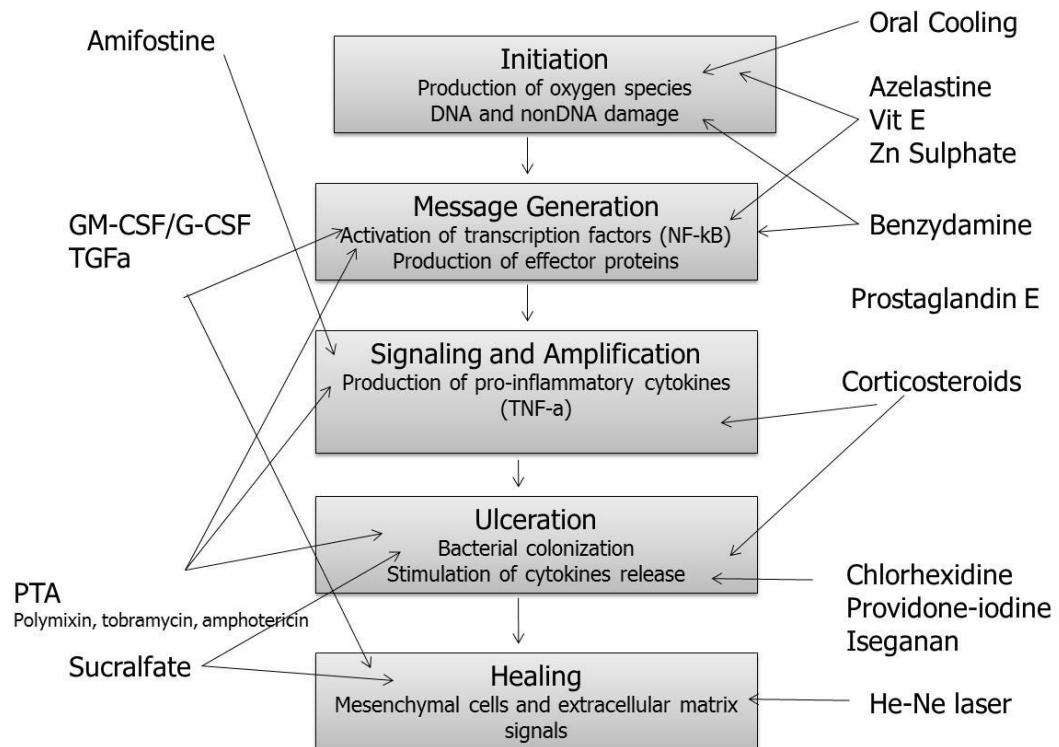 Amifostine
Oral Cooling
Initiation
Production of oxygen species
DNA and nonDNA damage
Azelastine
Vit E
Zn Sulphate
GM-CSF/G-CSF
TGFa
Message Generation
Activation of transcription factors (NF-kB)
Production of effector proteins
Benzydamine
Prostaglandin E
Signaling and Amplification
Production of pro-inflammatory cytokines
(TNF-a)
Corticosteroids
Ulceration
Bacterial colonization
Stimulation of cytokines release
PTA
Polymixin, tobramycin, amphotericin
Sucralfate
Chlorhexidine
Providone-iodine
Iseganan
Healing
Mesenchymal cells and extracellular matrix
signals
He-Ne laser